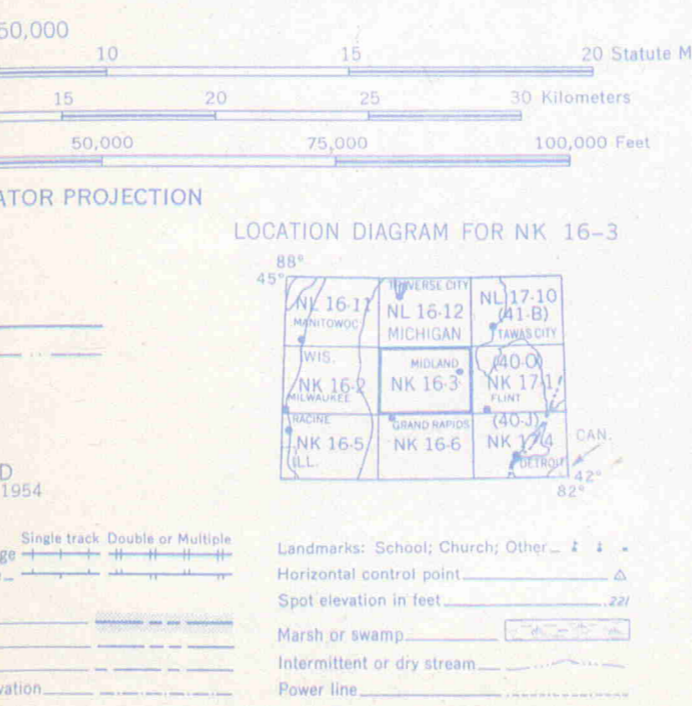 50,000
10 15 20 Statute M
15 20 25 30 Kilometers
50,000 75,000 100,000 Feet
ATOR PROJECTION
LOCATION DIAGRAM FOR NK 16-3
88°
45°
NL 16-11
MANITOWOC
TRAVERSE CITY
NL 16-12
MICHIGAN
NL 17-10
(41-B)
TAWAS CITY
WIS.
NK 16-2
MILWAUKEE
MIDLAND
NK 16-3
(40-O)
NK 17-1
FLINT
RACINE
NK 16-5
ILL.
GRAND RAPIDS
NK 16-6
(40-J)
NK 17-4
DETROIT
CAN.
42°
82°
D
1954
Single track Double or Multiple
ge
Landmarks: School; Church; Other
Horizontal control point
Spot elevation in feet 221
Marsh or swamp
Intermittent or dry stream
vation
Power line